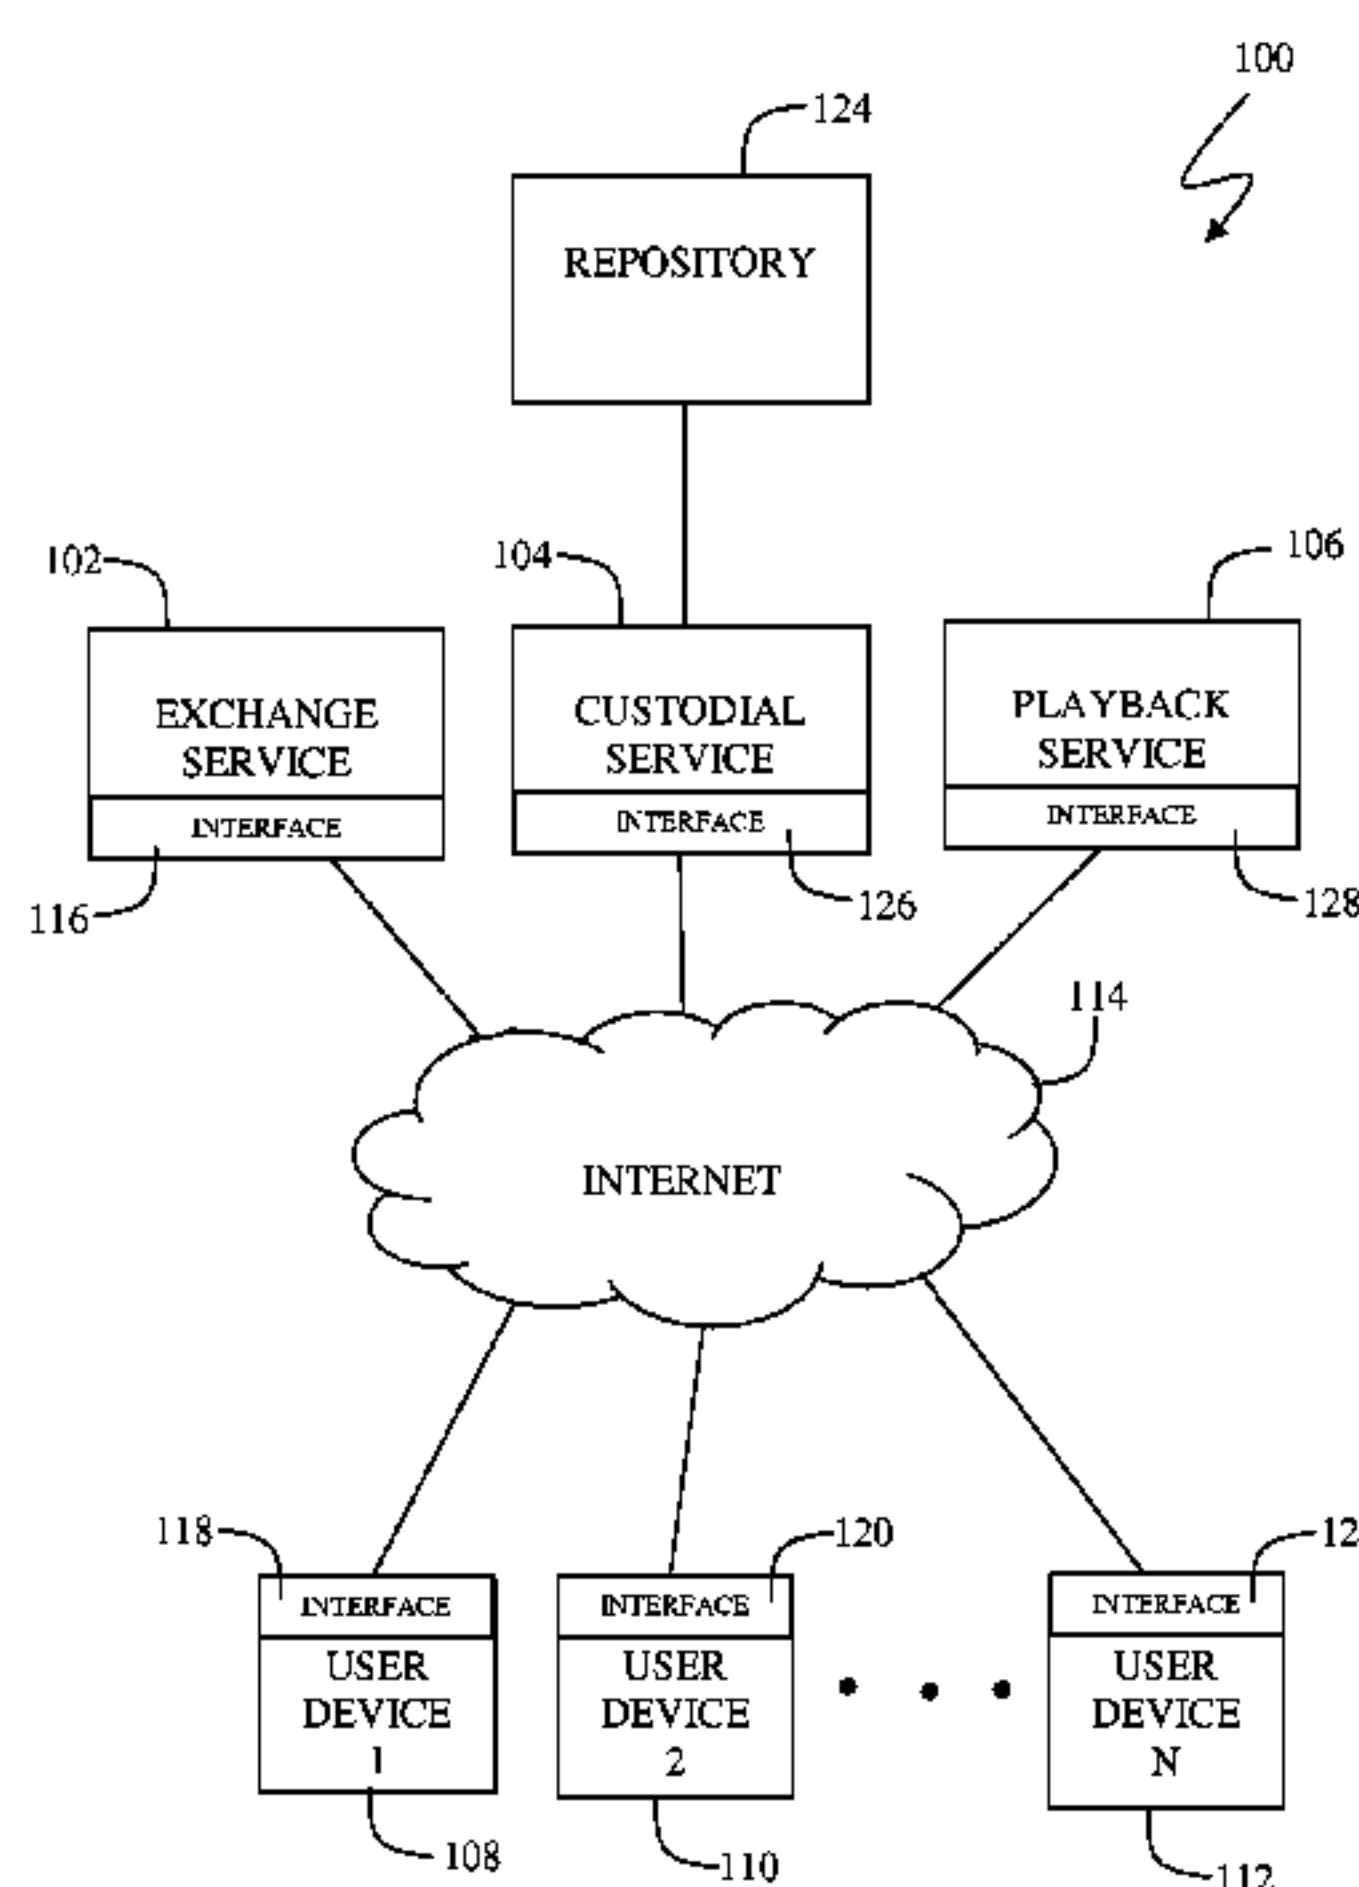 100
124
REPOSITORY
102
104
106
EXCHANGE
SERVICE
CUSTODIAL
SERVICE
PLAYBACK
SERVICE
INTERFACE
INTERFACE
INTERFACE
116
126
128
114
INTERNET
118
120
INTERFACE
USER
DEVICE
1
INTERFACE
USER
DEVICE
2
INTERFACE
USER
DEVICE
N
108
110
112